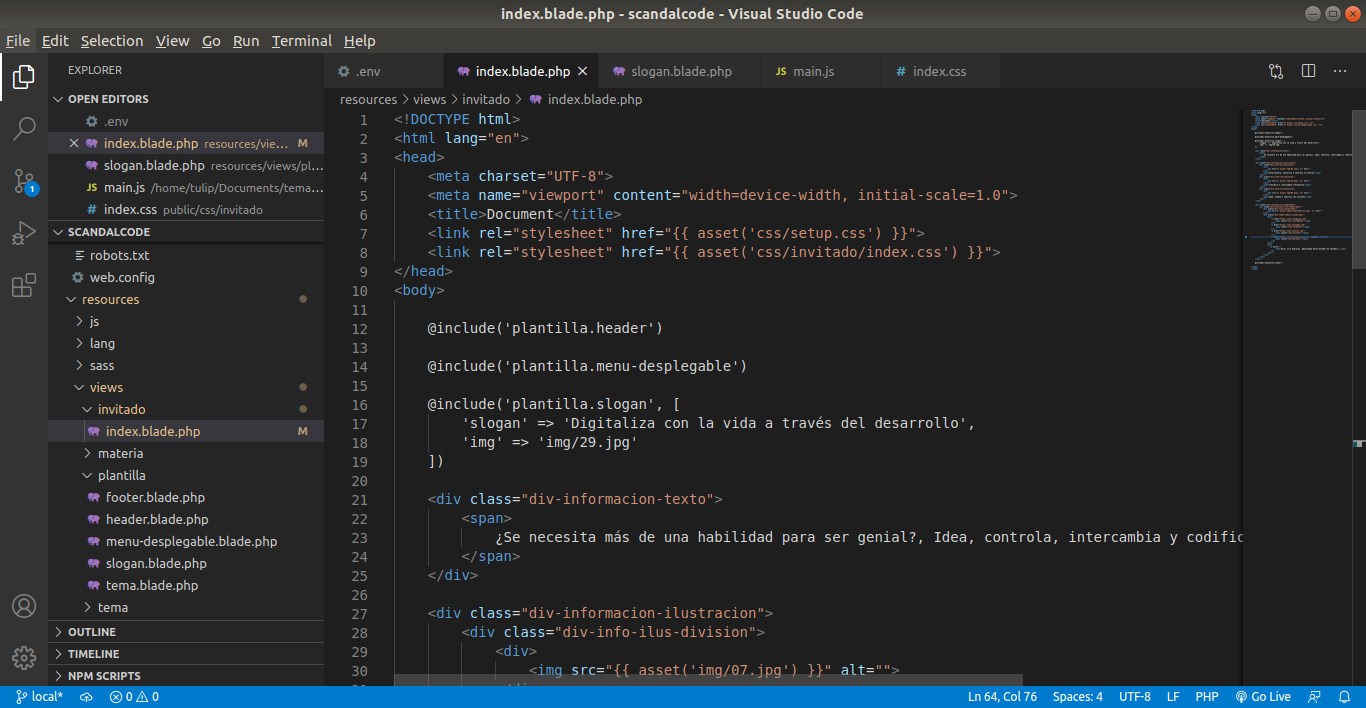 index.blade.php - scandalcode - Visual Studio Code
File Edit Selection View Go Run Terminal Help
EXPLORER
OPEN EDITORS
.env
index.blade.php resources/vie... M
slogan.blade.php resources/views/pl...
JS main.js /home/tulip/Documents/tema...
# index.css public/css/invitado
SCANDALCODE
robots.txt
web.config
resources
js
lang
sass
views
invitado
index.blade.php M
materia
plantilla
footer.blade.php
header.blade.php
menu-desplegable.blade.php
slogan.blade.php
tema.blade.php
tema
OUTLINE
TIMELINE
NPM SCRIPTS
1
.env index.blade.php slogan.blade.php JS main.js # index.css
resources > views > invitado > index.blade.php
1 <!DOCTYPE html>
2 <html lang="en">
3 <head>
4 <meta charset="UTF-8">
5 <meta name="viewport" content="width=device-width, initial-scale=1.0">
6 <title>Document</title>
7 <link rel="stylesheet" href="{{ asset('css/setup.css') }}">
8 <link rel="stylesheet" href="{{ asset('css/invitado/index.css') }}">
9 </head>
10 <body>
11
12 @include('plantilla.header')
13
14 @include('plantilla.menu-desplegable')
15
16 @include('plantilla.slogan', [
17 'slogan' => 'Digitaliza con la vida a través del desarrollo',
18 'img' => 'img/29.jpg'
19 ])
20
21 <div class="div-informacion-texto">
22 <span>
23 ¿Se necesita más de una habilidad para ser genial?, Idea, controla, intercambia y codific
24 </span>
25 </div>
26
27 <div class="div-informacion-ilustracion">
28 <div class="div-info-ilus-division">
29 <div>
30 <img src="{{ asset('img/07.jpg') }}" alt="">
local* 0 0 Ln 64, Col 76 Spaces: 4 UTF-8 LF PHP Go Live